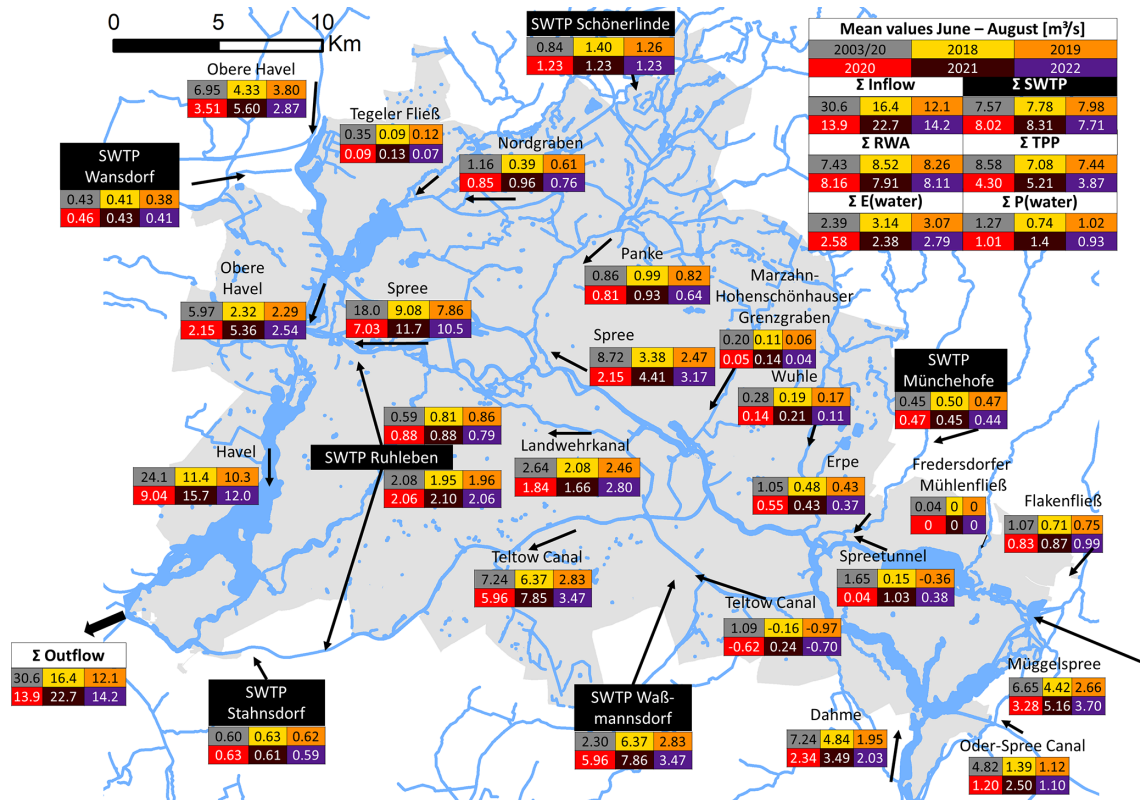 0 5 10
Km
SWTP Schönerlinde
0.84 1.40 1.26
1.23 1.23 1.23
Mean values June – August [m³/s]
2003/20 2018 2019
2020 2021 2022
Σ Inflow Σ SWTP
30.6 16.4 12.1 7.57 7.78 7.98
13.9 22.7 14.2 8.02 8.31 7.71
Σ RWA Σ TPP
7.43 8.52 8.26 8.58 7.08 7.44
8.16 7.91 8.11 4.30 5.21 3.87
Σ E(water) Σ P(water)
2.39 3.14 3.07 1.27 0.74 1.02
2.58 2.38 2.79 1.01 1.4 0.93
Obere Havel
6.95 4.33 3.80
3.51 5.60 2.87
Tegeler Fließ
0.35 0.09 0.12
0.09 0.13 0.07
Nordgraben
1.16 0.39 0.61
0.85 0.96 0.76
SWTP
Wansdorf
0.43 0.41 0.38
0.46 0.43 0.41
Panke
0.86 0.99 0.82
0.81 0.93 0.64
Marzahn-
Hohenschönhauser
Grenzgraben
0.20 0.11 0.06
0.05 0.14 0.04
Obere
Havel
5.97 2.32 2.29
2.15 5.36 2.54
Spree
18.0 9.08 7.86
7.03 11.7 10.5
Spree
8.72 3.38 2.47
2.15 4.41 3.17
Wuhle
0.28 0.19 0.17
0.14 0.21 0.11
SWTP
Münchehofe
0.45 0.50 0.47
0.47 0.45 0.44
0.59 0.81 0.86
0.88 0.88 0.79
SWTP Ruhleben
2.08 1.95 1.96
2.06 2.10 2.06
Landwehrkanal
2.64 2.08 2.46
1.84 1.66 2.80
Havel
24.1 11.4 10.3
9.04 15.7 12.0
Erpe
1.05 0.48 0.43
0.55 0.43 0.37
Fredersdorfer
Mühlenfließ
0.04 0 0
0 0 0
Flakenfließ
1.07 0.71 0.75
0.83 0.87 0.99
Teltow Canal
7.24 6.37 2.83
5.96 7.85 3.47
Spreetunnel
1.65 0.15 -0.36
0.04 1.03 0.38
Teltow Canal
1.09 -0.16 -0.97
-0.62 0.24 -0.70
Σ Outflow
30.6 16.4 12.1
13.9 22.7 14.2
SWTP
Stahnsdorf
0.60 0.63 0.62
0.63 0.61 0.59
SWTP Waß-
mannsdorf
2.30 6.37 2.83
5.96 7.86 3.47
Müggelspree
6.65 4.42 2.66
3.28 5.16 3.70
Dahme
7.24 4.84 1.95
2.34 3.49 2.03
Oder-Spree Canal
4.82 1.39 1.12
1.20 2.50 1.10